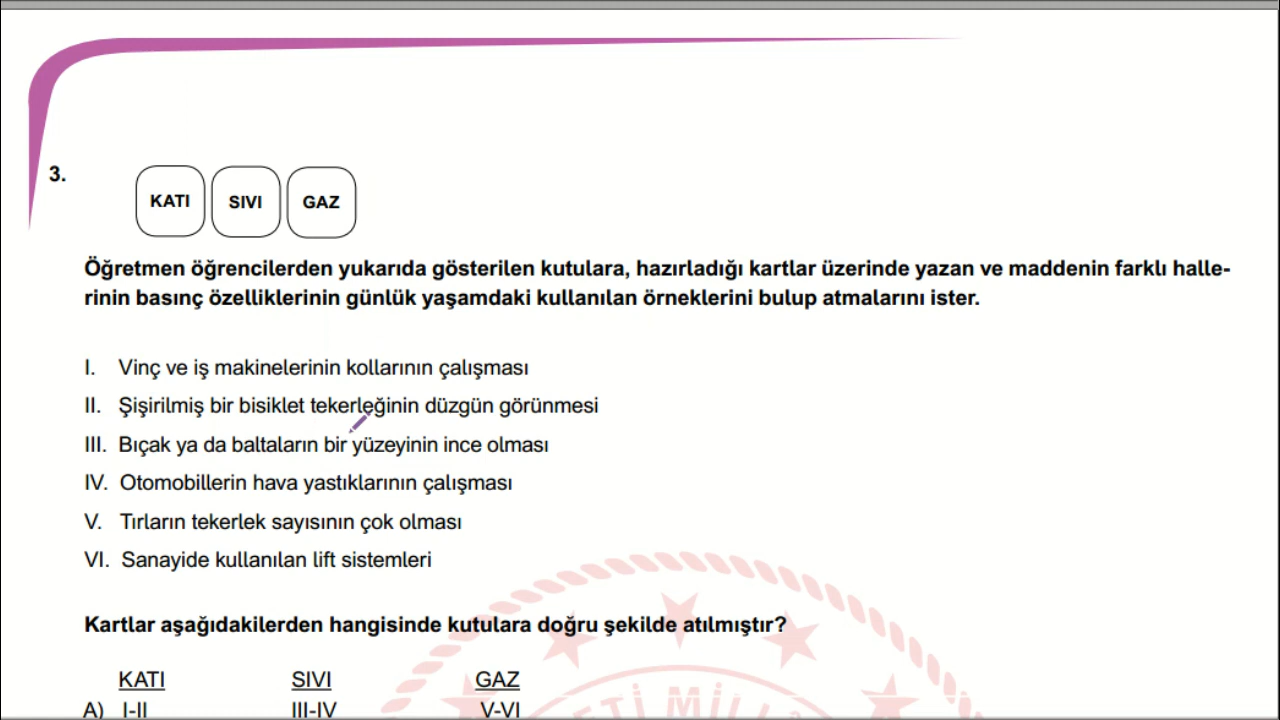 3.
KATI SIVI GAZ
Öğretmen öğrencilerden yukarıda gösterilen kutulara, hazırladığı kartlar üzerinde yazan ve maddenin farklı halle-
rinin basınç özelliklerinin günlük yaşamdaki kullanılan örneklerini bulup atmalarını ister.
I. Vinç ve iş makinelerinin kollarının çalışması
II. Şişirilmiş bir bisiklet tekerleğinin düzgün görünmesi
III. Bıçak ya da baltaların bir yüzeyinin ince olması
IV. Otomobillerin hava yastıklarının çalışması
V. Tırların tekerlek sayısının çok olması
VI. Sanayide kullanılan lift sistemleri
Kartlar aşağıdakilerden hangisinde kutulara doğru şekilde atılmıştır?
KATI SIVI GAZ
A) I-II III-IV V-VI